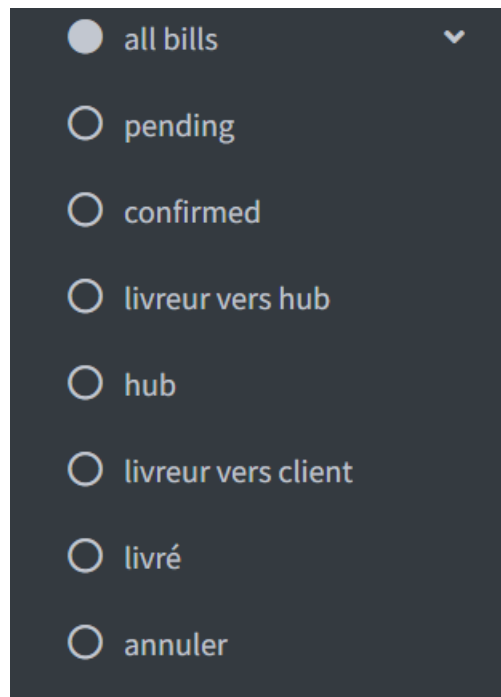 all bills
pending
confirmed
livreur vers hub
hub
livreur vers client
livré
annuler